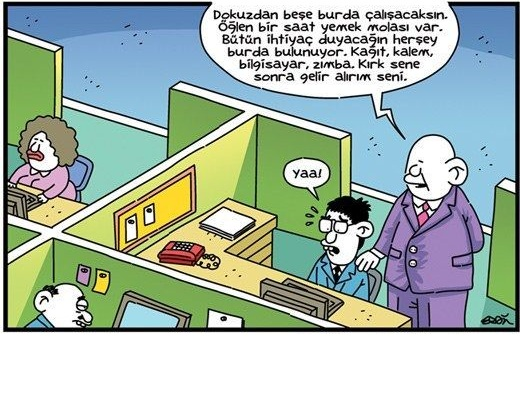 Dokuzdan beşe burda çalışacaksın.
Öğlen bir saat yemek molası var.
Bütün ihtiyaç duyacağın herşey
burda bulunuyor. Kağıt, kalem,
bilgisayar, zımba. Kırk sene
sonra gelir alırım seni.
Yaa!
ERDİL